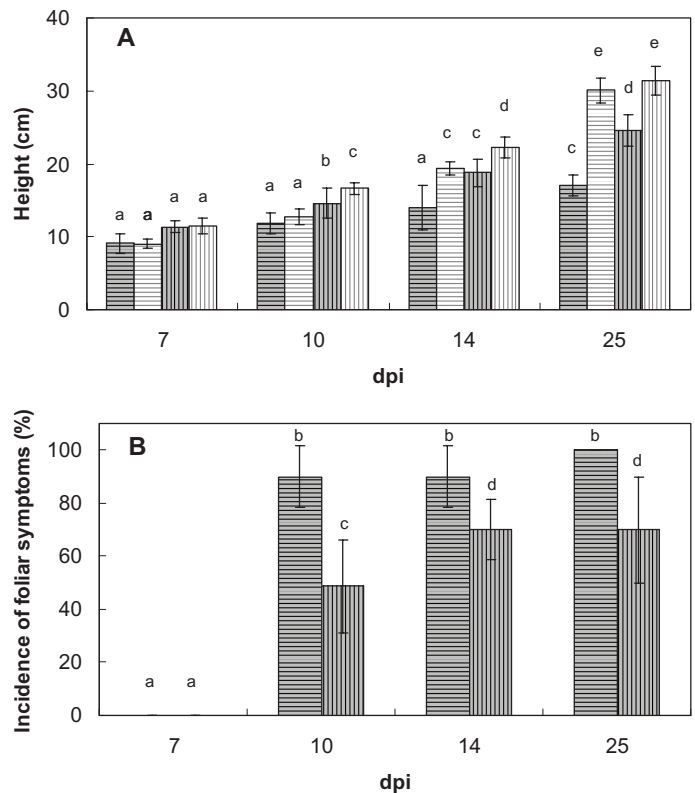 A
Height (cm)
40
30
20
10
0
a a a a
a a b c
a c c d
c e d e
7 10 14 25
dpi
B
Incidence of foliar symptoms (%)
100
80
60
40
20
0
a a
b c
b d
b d
7 10 14 25
dpi